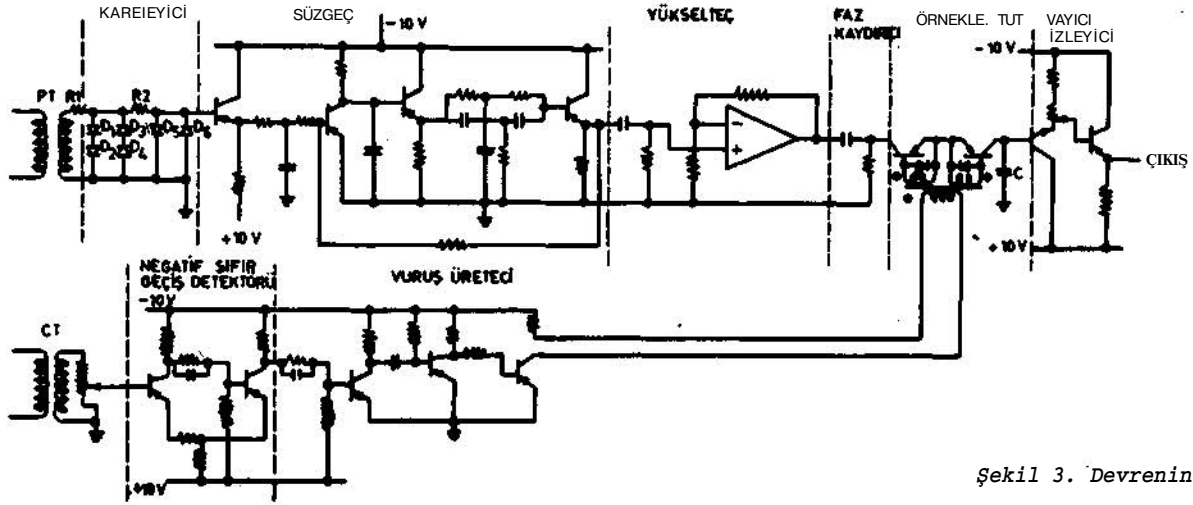 KAREIEYİCİ
SÜZGEÇ
-10 V
YÜKSELTEÇ
FAZ
KAYDIRICI
ÖRNEKLE. TUT
VAYICI
İZLEYİCİ
-10 V
PT
R1
R2
D1
D2
D3
D4
D5
D6
+10 V
C
ÇIKIŞ
+10 V
NEGATİF SIFIR
GEÇİŞ DETEKTÖRÜ
-10 V
VURUŞ ÜRETECİ
CT
+10V
Şekil 3. Devrenin